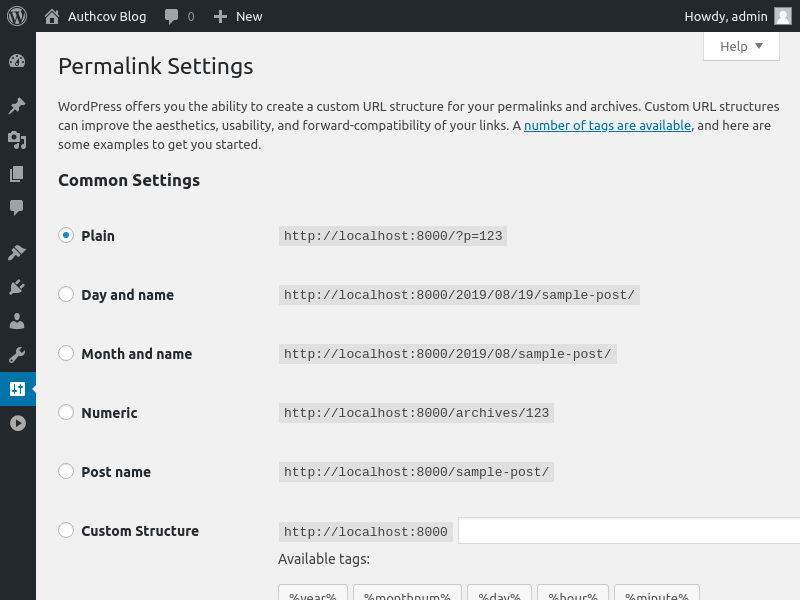 Authcov Blog 0 New Howdy, admin
Help
Permalink Settings
WordPress offers you the ability to create a custom URL structure for your permalinks and archives. Custom URL structures
can improve the aesthetics, usability, and forward-compatibility of your links. A number of tags are available, and here are
some examples to get you started.
Common Settings
Plain http://localhost:8000/?p=123
Day and name http://localhost:8000/2019/08/19/sample-post/
Month and name http://localhost:8000/2019/08/sample-post/
Numeric http://localhost:8000/archives/123
Post name http://localhost:8000/sample-post/
Custom Structure http://localhost:8000
Available tags:
%year% %monthnum% %day% %hour% %minute%